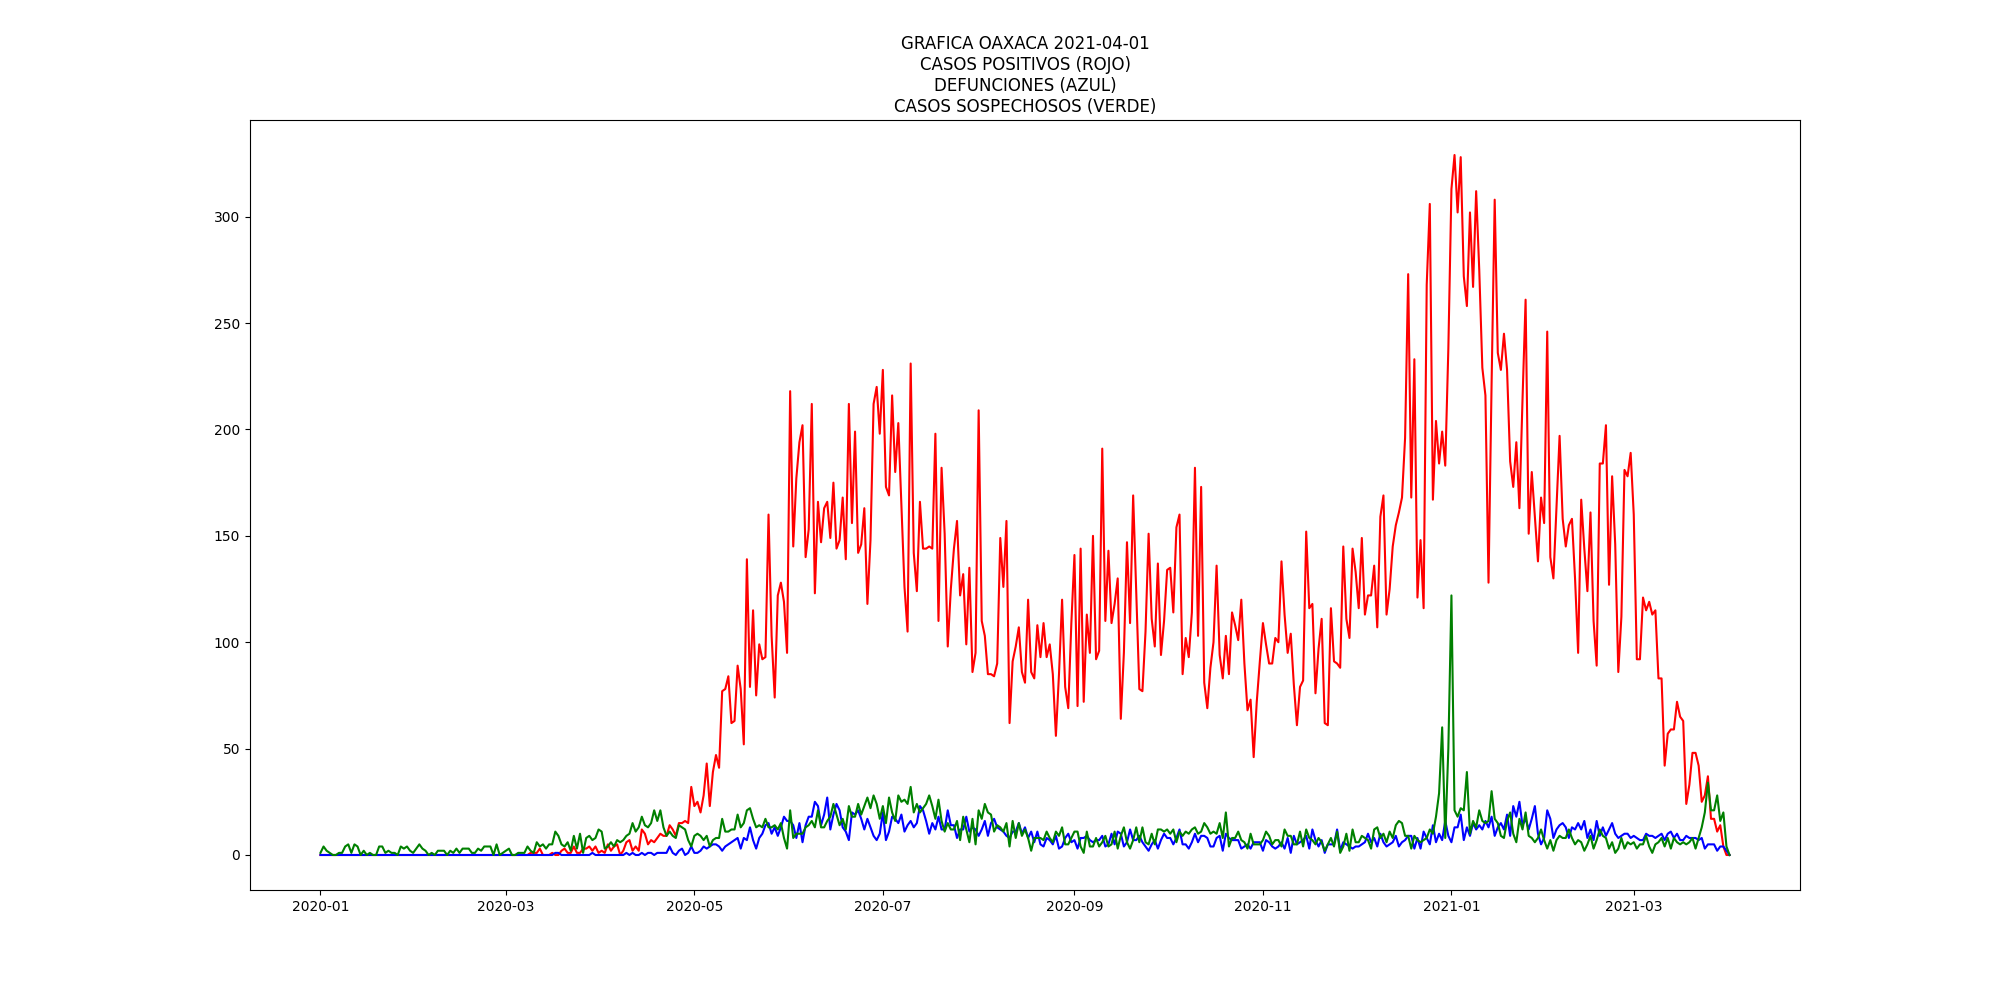 GRAFICA OAXACA 2021-04-01
CASOS POSITIVOS (ROJO)
DEFUNCIONES (AZUL)
CASOS SOSPECHOSOS (VERDE)
300
250
200
150
100
50
0
2020-01 2020-03 2020-05 2020-07 2020-09 2020-11 2021-01 2021-03